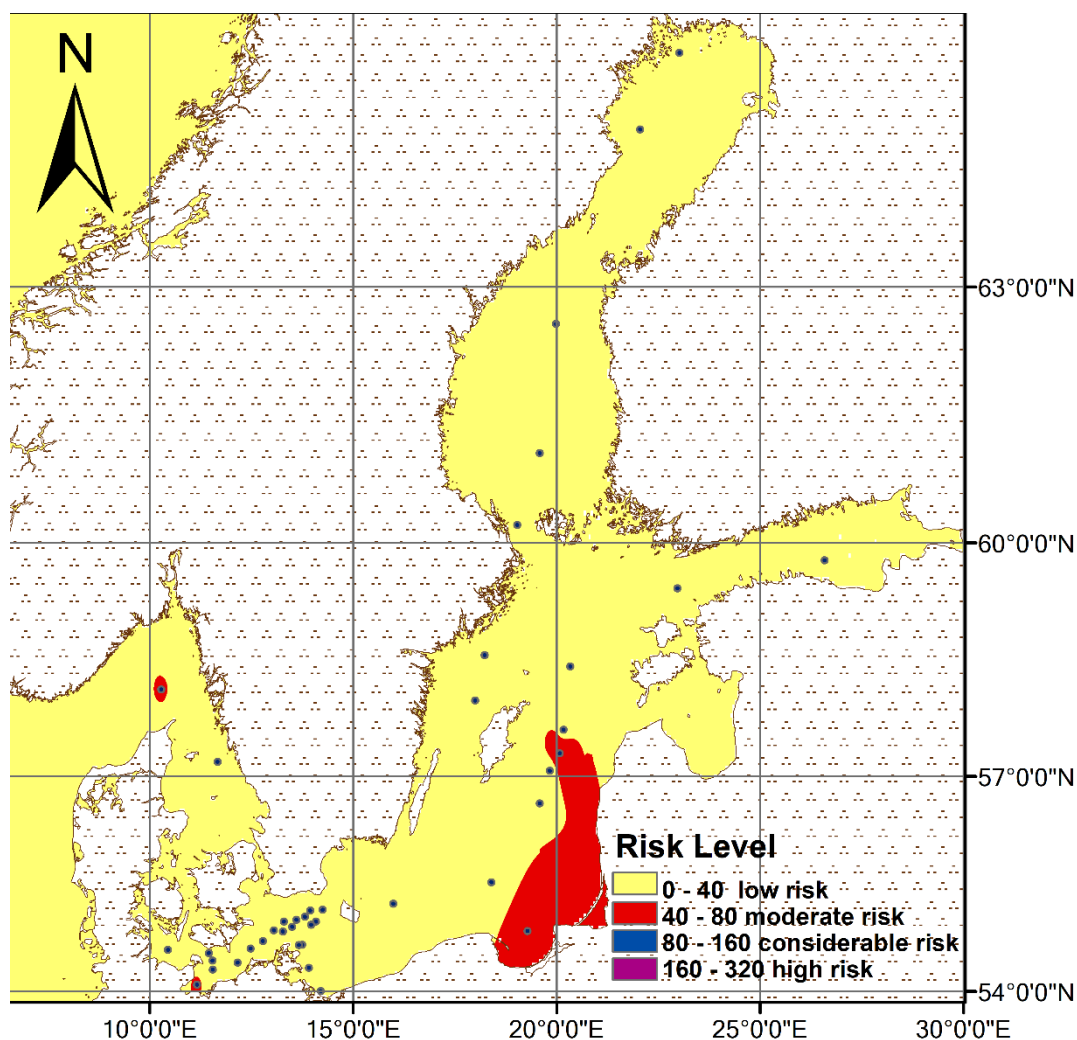 N
63°0'0"N
60°0'0"N
57°0'0"N
Risk Level
0 - 40 low risk
40 - 80 moderate risk
80 - 160 considerable risk
160 - 320 high risk
54°0'0"N
10°0'0"E
15°0'0"E
20°0'0"E
25°0'0"E
30°0'0"E